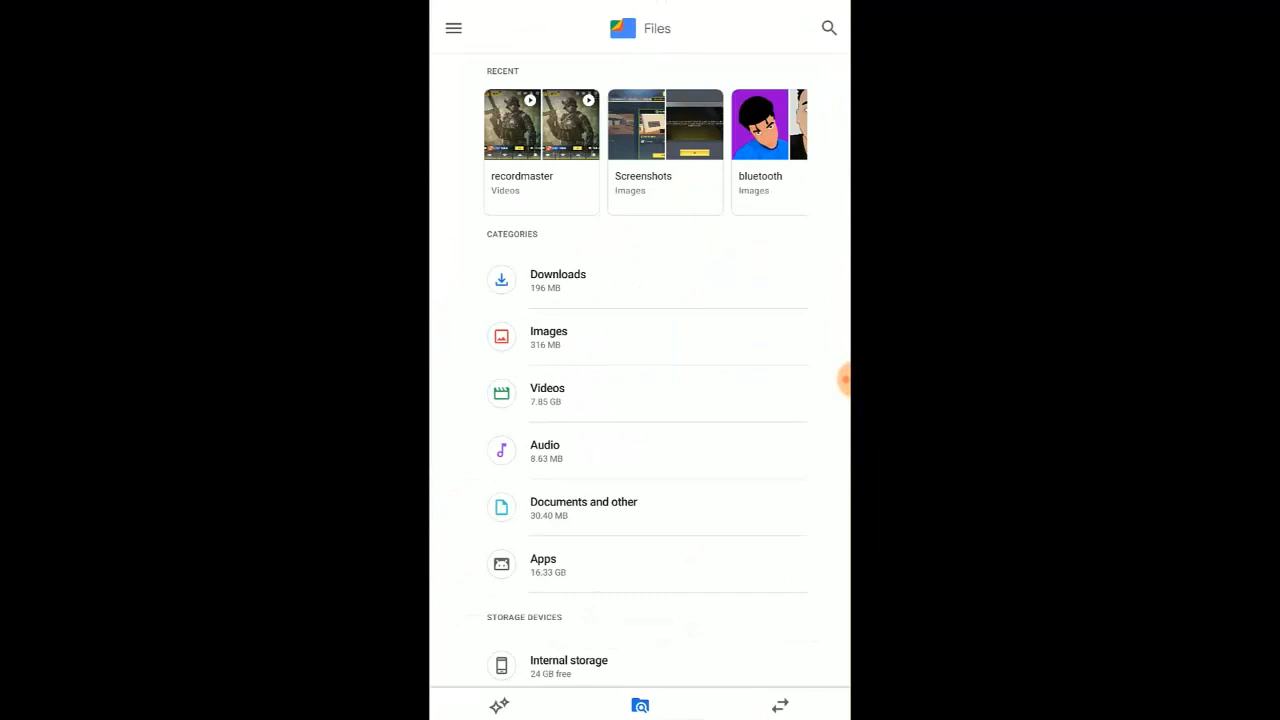 Files
RECENT
recordmaster
Videos
Screenshots
Images
bluetooth
Images
CATEGORIES
Downloads
196 MB
Images
316 MB
Videos
7.85 GB
Audio
8.63 MB
Documents and other
30.40 MB
Apps
16.33 GB
STORAGE DEVICES
Internal storage
24 GB free